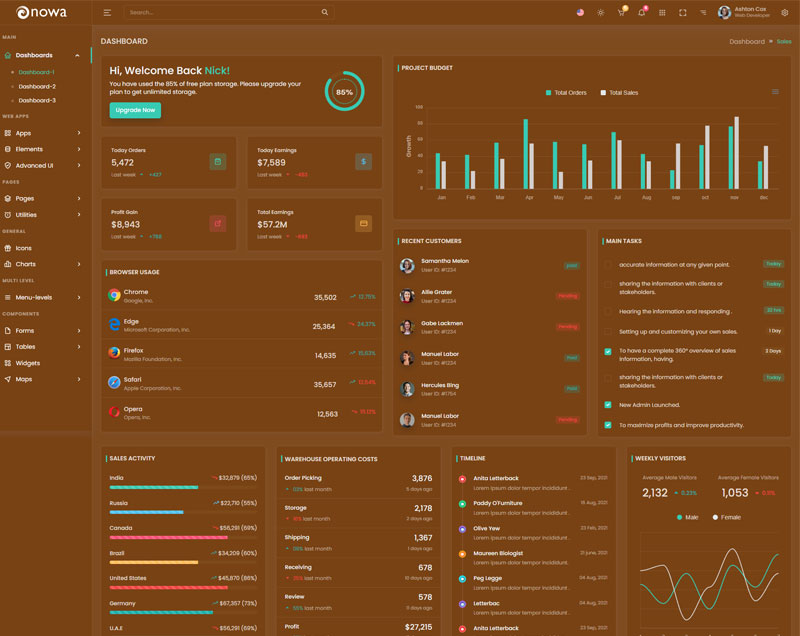 nowa
Search...
5
6
Ashton Cox
Web Developer
MAIN
Dashboards
Dashboard-1
Dashboard-2
Dashboard-3
WEB APPS
Apps
Elements
Advanced UI
PAGES
Pages
Utilities
GENERAL
Icons
Charts
MULTI LEVEL
Menu-levels
COMPONENTS
Forms
Tables
Widgets
Maps
DASHBOARD
Dashboard » Sales
Hi, Welcome Back Nick!
You have used the 85% of free plan storage. Please upgrade your
plan to get unlimited storage.
Upgrade Now
85%
Today Orders
5,472
Last week +427
Today Earnings
$7,589
Last week -453
Profit Gain
$8,943
Last week +788
Total Earnings
$57.2M
Last week -693
BROWSER USAGE
Chrome
Google, Inc.
35,502 12.75%
Edge
Microsoft Corporation, Inc.
25,364 24.37%
Firefox
Mozilla Foundation, Inc.
14,635 15.63%
Safari
Apple Corporation, Inc.
35,657 12.54%
Opera
Opera, Inc.
12,563 15.12%
PROJECT BUDGET
Total Orders Total Sales
Growth
100
80
60
40
20
0
Jan Feb Mar Apr May Jun Jul Aug sep oct nov dec
RECENT CUSTOMERS
Samantha Melon
User ID: #1234
paid
Allie Grater
User ID: #1234
Pending
Gabe Lackmen
User ID: #1234
Pending
Manuel Labor
User ID: #1234
Paid
Hercules Bing
User ID: #1754
Paid
Manuel Labor
User ID: #1234
Pending
MAIN TASKS
accurate information at any given point. Today
sharing the information with clients or Today
stakeholders.
Hearing the information and responding . 22 hrs
Setting up and customizing your own sales. 1 Day
To have a complete 360° overview of sales 2 Days
information, having.
sharing the information with clients or Today
stakeholders.
New Admin Launched.
To maximize profits and improve productivity.
SALES ACTIVITY
India $32,879 (65%)
Russia $22,710 (55%)
Canada $56,291 (69%)
Brazil $34,209 (60%)
United States $45,870 (86%)
Germany $67,357 (73%)
U.A.E $56,291 (69%)
WAREHOUSE OPERATING COSTS
Order Picking 3,876
03% last month 5 days ago
Storage 2,178
16% last month 2 days ago
Shipping 1,367
06% last month 1 days ago
Receiving 678
25% last month 10 days ago
Review 578
55% last month 11 days ago
Profit $27,215
TIMELINE
Anita Letterback 23 Sep, 2021
Lorem ipsum dolor tempor incididunt .
Paddy O'Furniture 16 Aug, 2021
Lorem ipsum dolor tempor incididunt .
Olive Yew 23 Feb, 2021
Lorem ipsum dolor tempor incididunt .
Maureen Biologist 21 june, 2021
Lorem ipsum dolor tempor incididunt .
Peg Legge 04 Aug, 2021
Lorem ipsum dolor tempor incididunt .
Letterbac 04 Aug, 2021
Lorem ipsum dolor tempor incididunt .
Anita Letterback
WEEKLY VISITORS
Average Male Visitors
2,132 0.23%
Average Female Visitors
1,053 0.11%
Male Female